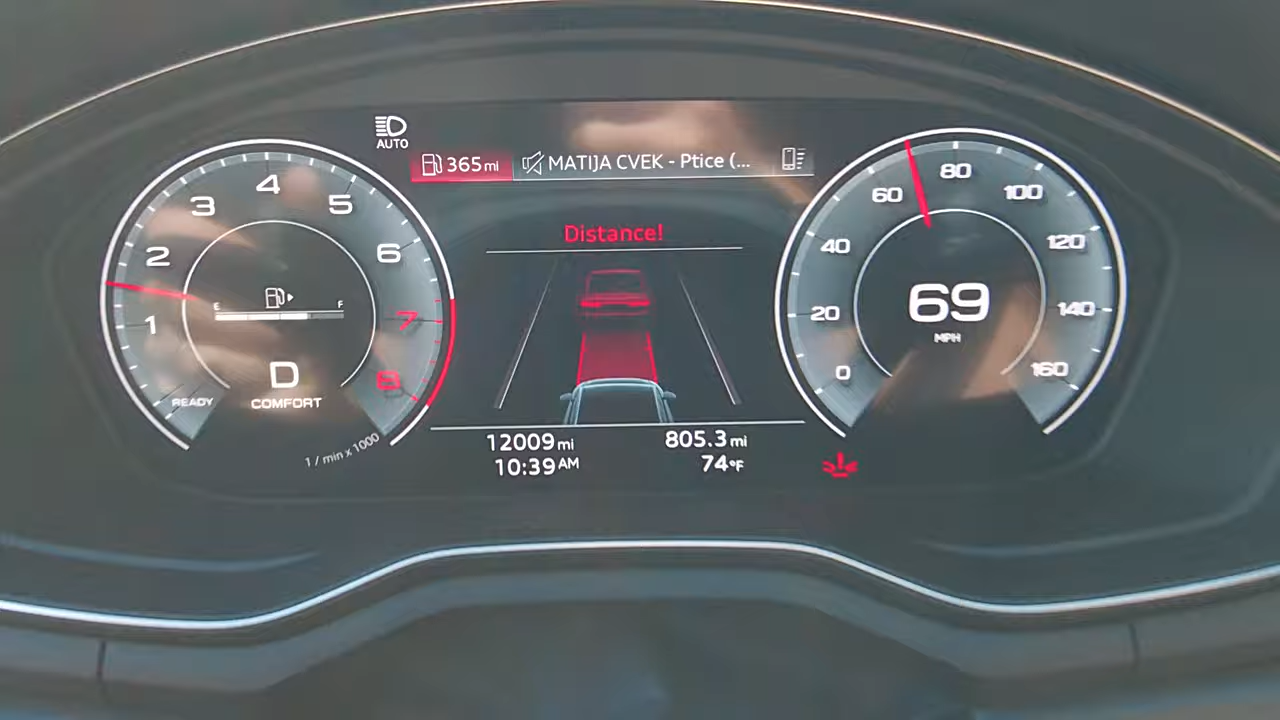 AUTO
365 mi MATIJA CVEK - Ptice (...
Distance!
1 2 3 4 5 6 7 8
E F
D
COMFORT
READY
1 / min x 1000
0 20 40 60 80 100 120 140 160
69
MPH
12009 mi 805.3 mi
10:39 AM 74°F